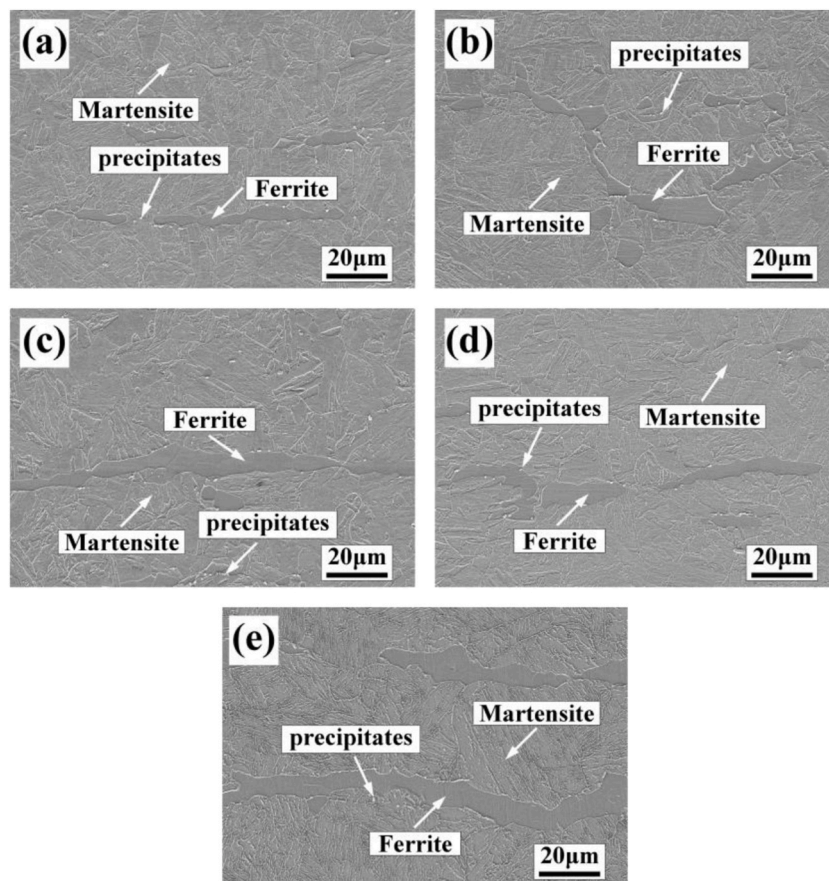 (a)
Martensite
precipitates
Ferrite
20μm
(b)
precipitates
Ferrite
Martensite
20μm
(c)
Ferrite
Martensite
precipitates
20μm
(d)
precipitates
Martensite
Ferrite
20μm
(e)
Martensite
precipitates
Ferrite
20μm